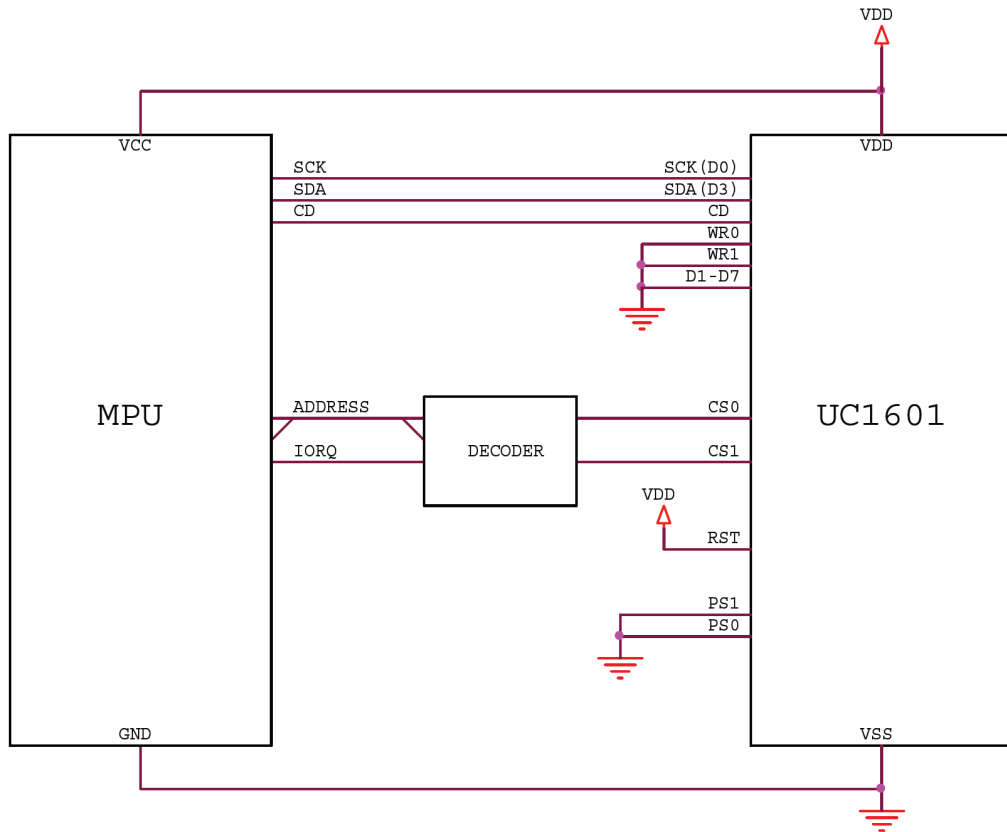 VDD
VCC
VDD
SCK
SCK(D0)
SDA
SDA(D3)
CD
CD
WR0
WR1
D1-D7
MPU
ADDRESS
IORQ
DECODER
CS0
CS1
UC1601
VDD
RST
PS1
PS0
GND
VSS